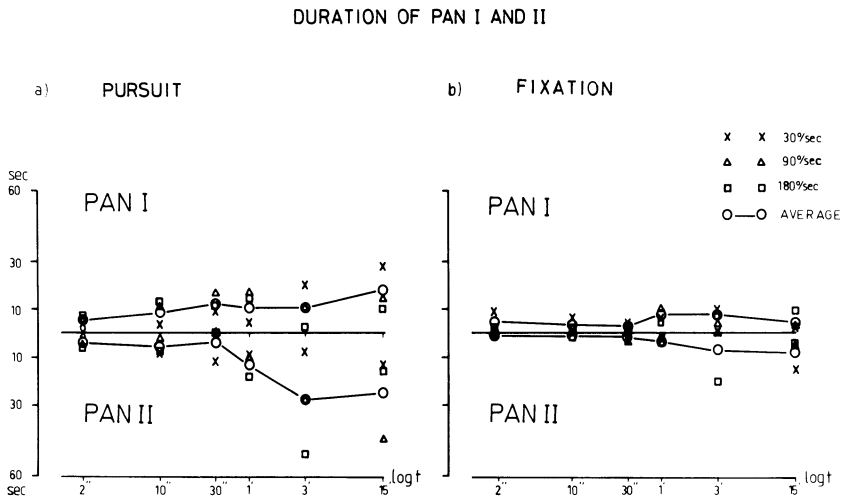 DURATION OF PAN I AND II
a) PURSUIT
b) FIXATION
x x 30°/sec
△ △ 90°/sec
□ □ 180°/sec
○—○ AVERAGE
sec
60
30
10
10
30
60
sec
PAN I
PAN II
2'' 10'' 30'' 1' 3' 15' log t
PAN I
PAN II
2'' 10'' 30'' 1' 3' 15'